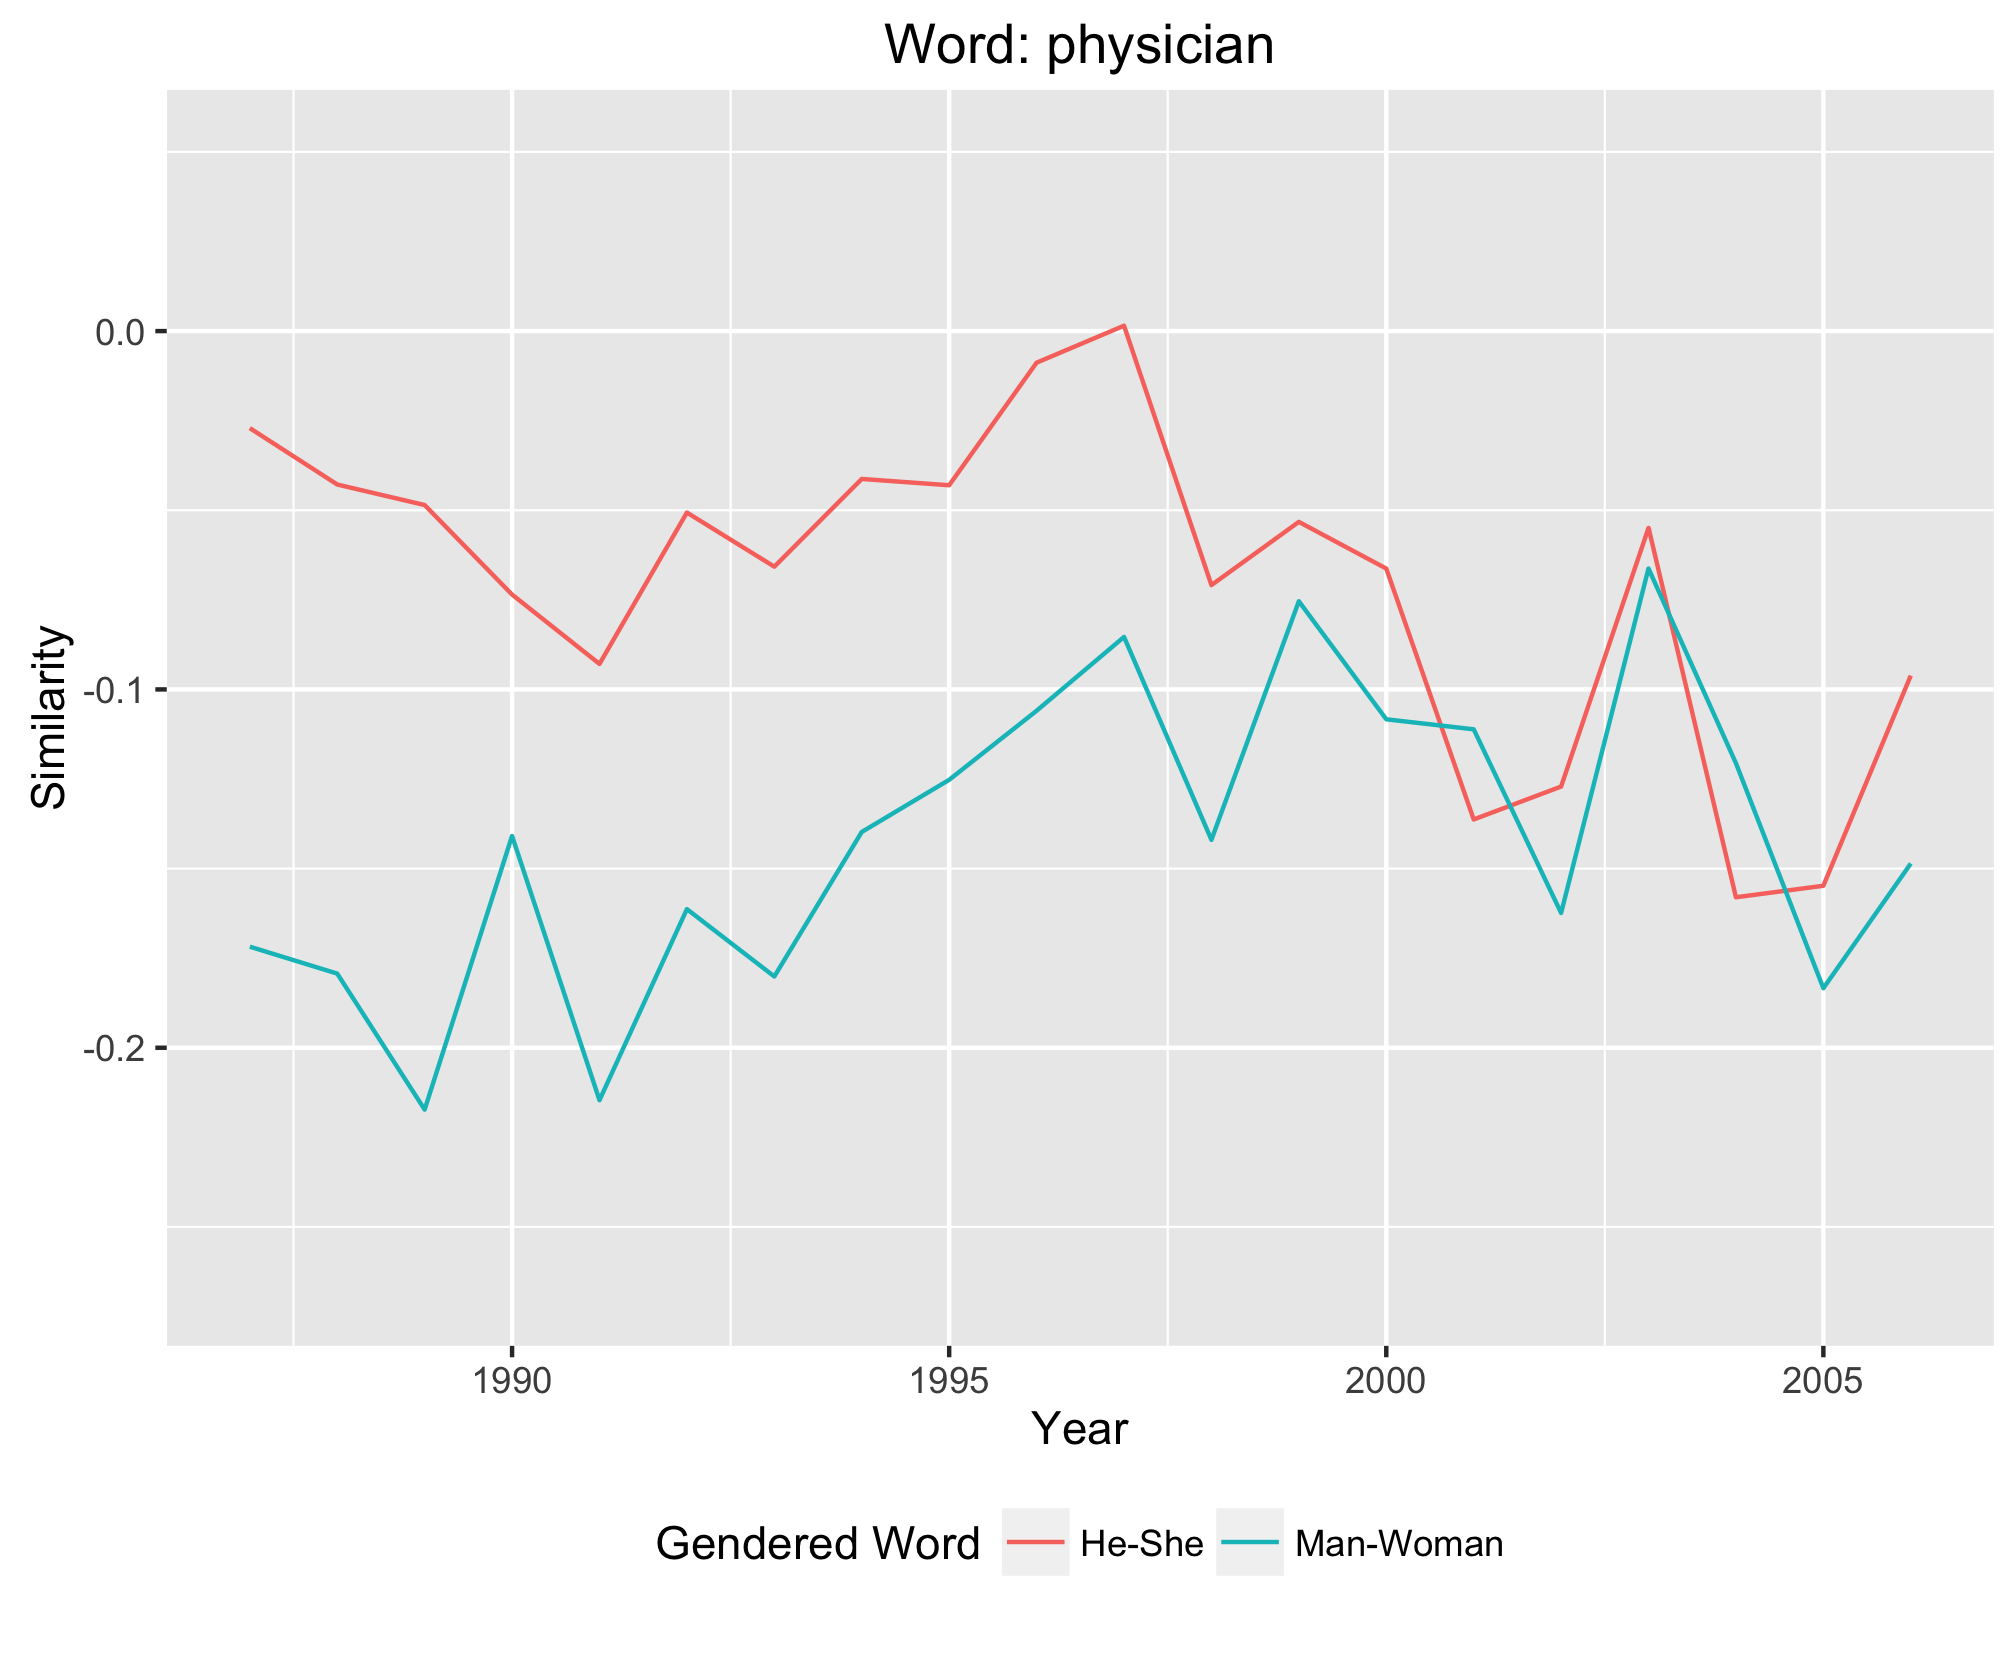 Word: physician
Similarity
0.0
-0.1
-0.2
1990 1995 2000 2005
Year
Gendered Word He-She Man-Woman